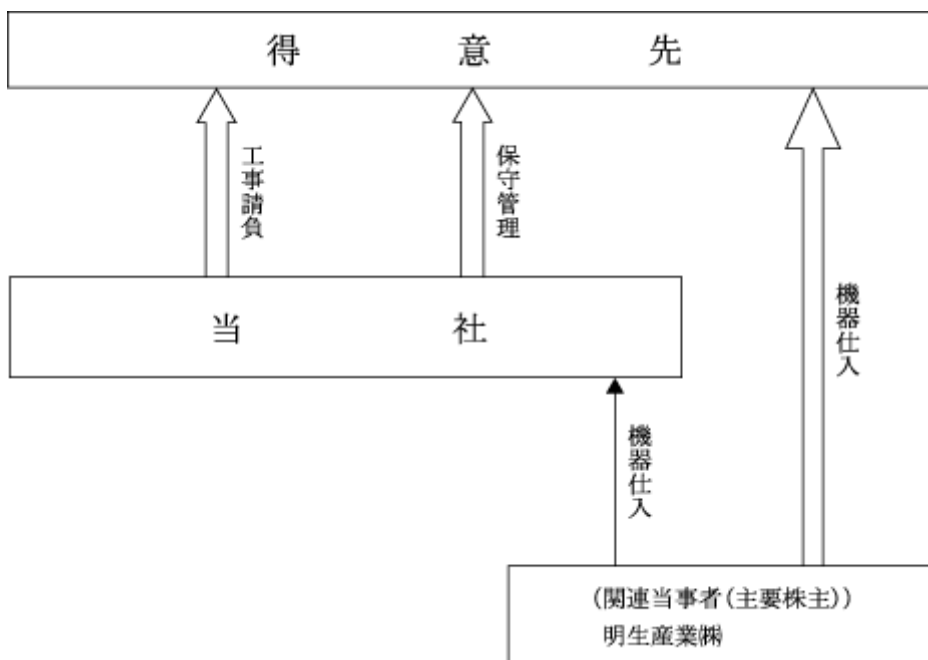 得意先
工事請負
保守管理
機器仕入
当社
機器仕入
(関連当事者(主要株主))
明生産業㈱